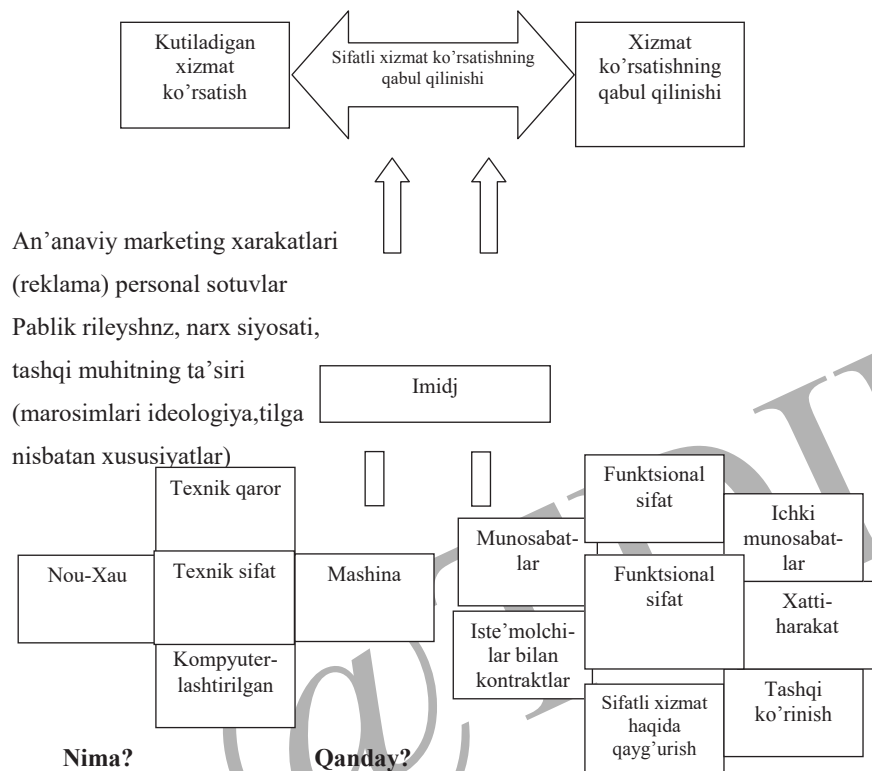 Kutiladigan
xizmat
ko’rsatish
Sifatli xizmat ko’rsatishning
qabul qilinishi
Xizmat
ko’rsatishning
qabul qilinishi
An’anaviy marketing xarakatlari
(reklama) personal sotuvlar
Pablik rileyshnz, narx siyosati,
tashqi muhitning ta’siri
(marosimlari ideologiya,tilga
nisbatan xususiyatlar)
Imidj
Texnik qaror
Nou-Xau
Texnik sifat
Mashina
Kompyuter-
lashtirilgan
Munosabat-
lar
Iste’molchi-
lar bilan
kontraktlar
Funktsional
sifat
Funktsional
sifat
Sifatli xizmat
haqida
qayg’urish
Ichki
munosabat-
lar
Xatti-
harakat
Tashqi
ko’rinish
Nima?
Qanday?